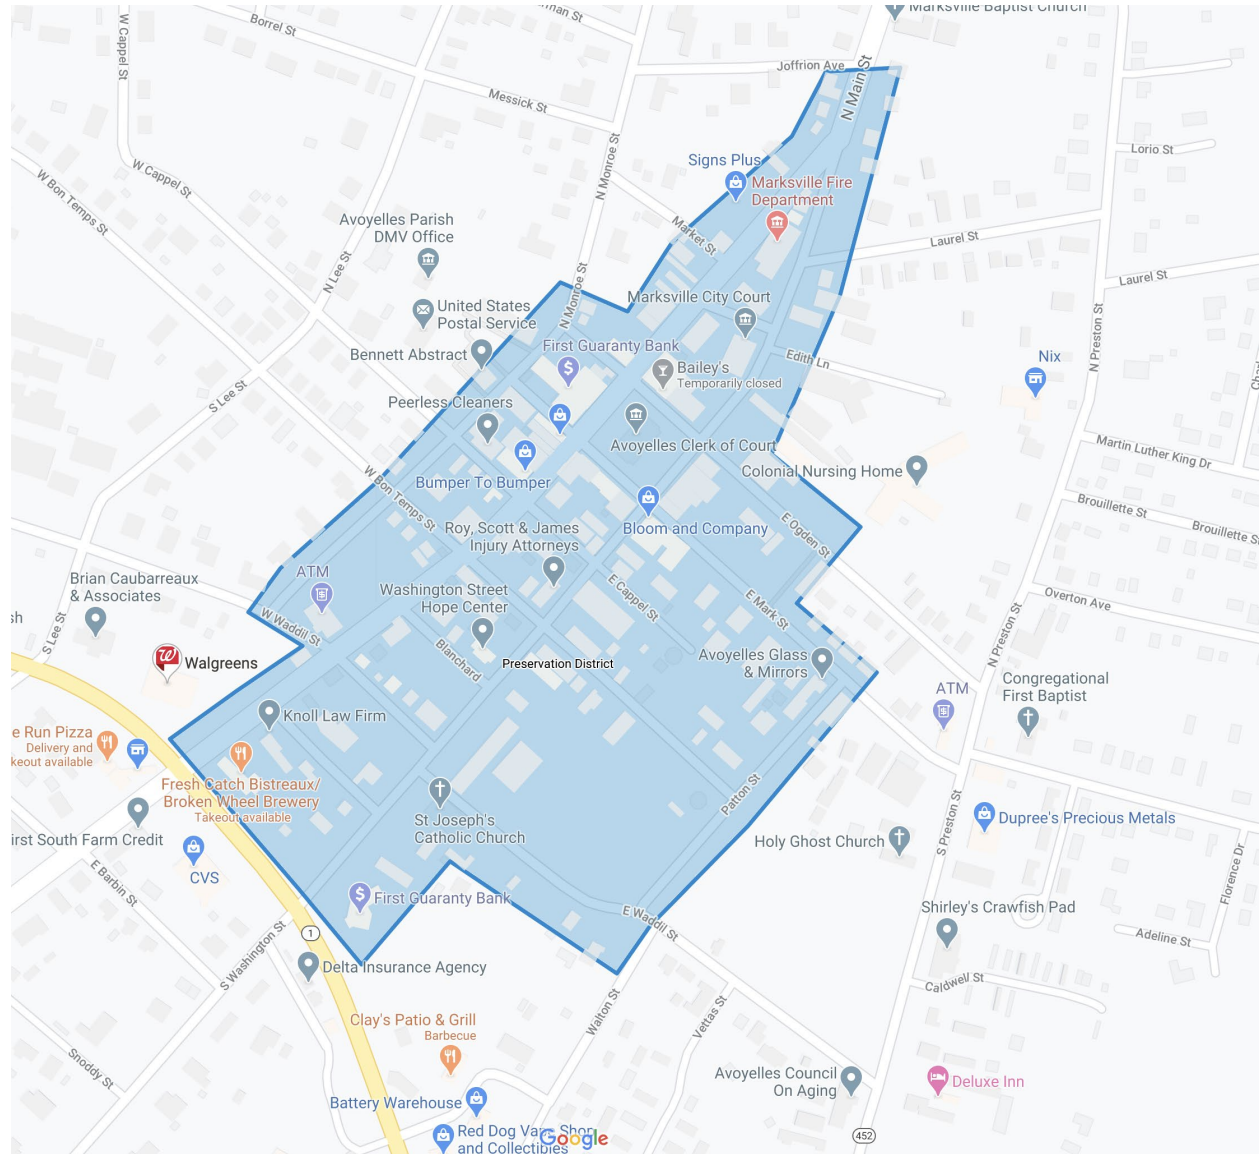 Marksville Baptist Church
Borrel St
W Cappel St
Joffrion Ave
N Main St
Messick St
Lorio St
N Monroe St
W Cappel St
Signs Plus
Marksville Fire
Department
W Bon Temps St
Avoyelles Parish
DMV Office
Market St
Laurel St
N Lee St
Laurel St
United States
Postal Service
N Monroe St
Marksville City Court
N Preston St
Bennett Abstract
First Guaranty Bank
Edith Ln
Nix
Bailey's
Temporarily closed
S Lee St
Peerless Cleaners
Avoyelles Clerk of Court
Martin Luther King Dr
Colonial Nursing Home
W Bon Temps St
Bumper To Bumper
Brouillette St
Brouillette St
Roy, Scott & James
Injury Attorneys
Bloom and Company
E Ogden St
ATM
Brian Caubarreaux
& Associates
Washington Street
Hope Center
E Cappel St
E Mark St
Overton Ave
sh
S Lee St
W Waddil St
N Preston St
Walgreens
Blanchard
Preservation District
Avoyelles Glass
& Mirrors
Congregational
First Baptist
ATM
Knoll Law Firm
e Run Pizza
Delivery and
keout available
Fresh Catch Bistreaux/
Broken Wheel Brewery
Takeout available
Patton St
St Joseph's
Catholic Church
S Preston St
Dupree's Precious Metals
irst South Farm Credit
Holy Ghost Church
CVS
E Barbin St
First Guaranty Bank
Florence Dr
Shirley's Crawfish Pad
E Waddil St
1
S Washington St
Adeline St
Delta Insurance Agency
Caldwell St
Walton St
Vettas St
Clay's Patio & Grill
Barbecue
Snoddy St
Avoyelles Council
On Aging
Deluxe Inn
Battery Warehouse
Red Dog Vape Shop
and Collectibles
Google
452